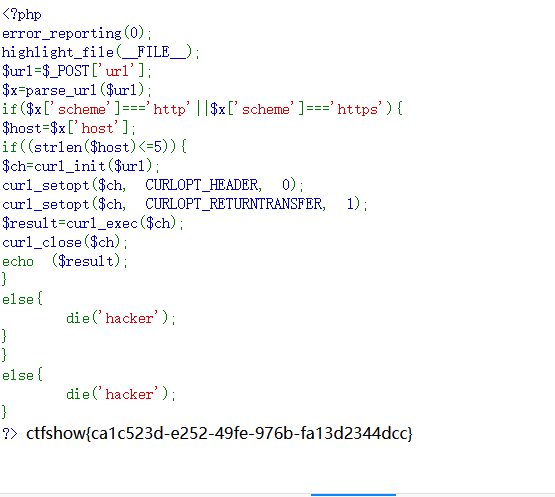 <?php
error_reporting(0);
highlight_file(__FILE__);
$url=$_POST['url'];
$x=parse_url($url);
if($x['scheme']==='http'||$x['scheme']==='https'){
$host=$x['host'];
if((strlen($host)<=5)){
$ch=curl_init($url);
curl_setopt($ch, CURLOPT_HEADER, 0);
curl_setopt($ch, CURLOPT_RETURNTRANSFER, 1);
$result=curl_exec($ch);
curl_close($ch);
echo ($result);
}
else{
die('hacker');
}
}
else{
die('hacker');
}
?> ctfshow{ca1c523d-e252-49fe-976b-fa13d2344dcc}